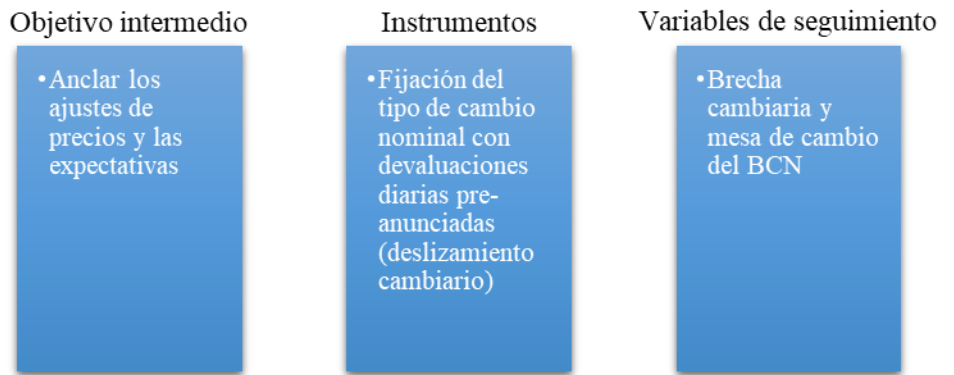 Objetivo intermedio
•Anclar los
ajustes de
precios y las
expectativas
Instrumentos
•Fijación del
tipo de cambio
nominal con
devaluaciones
diarias pre-
anunciadas
(deslizamiento
cambiario)
Variables de seguimiento
•Brecha
cambiaria y
mesa de cambio
del BCN